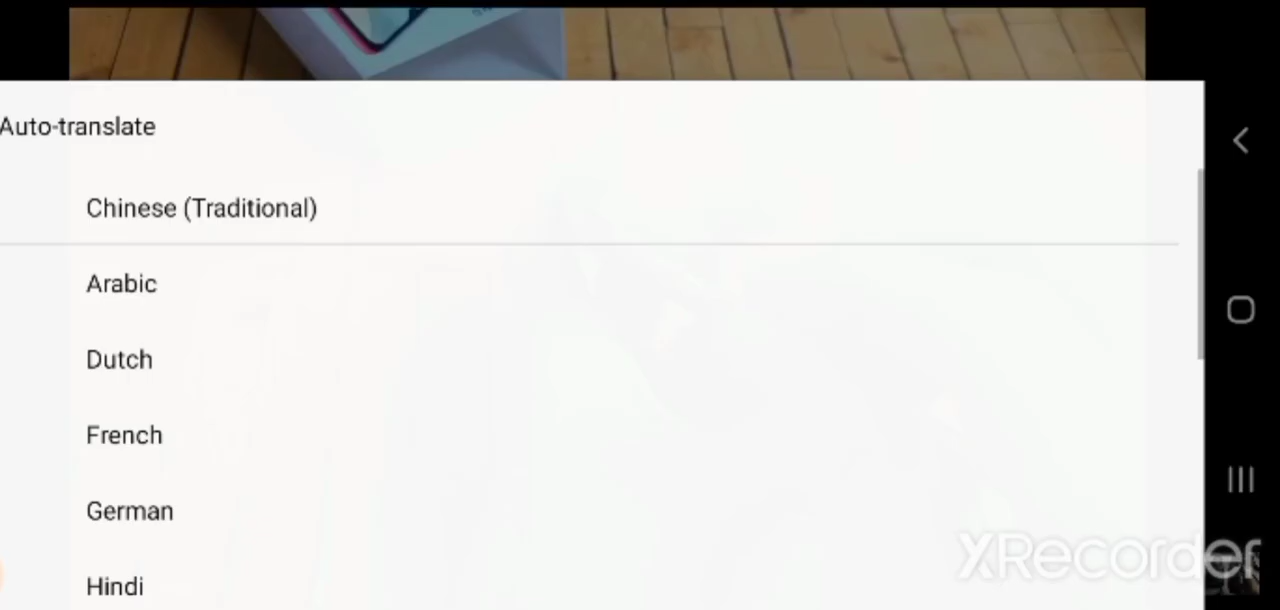 Auto-translate
Chinese (Traditional)
Arabic
Dutch
French
German
Hindi
XRecorder